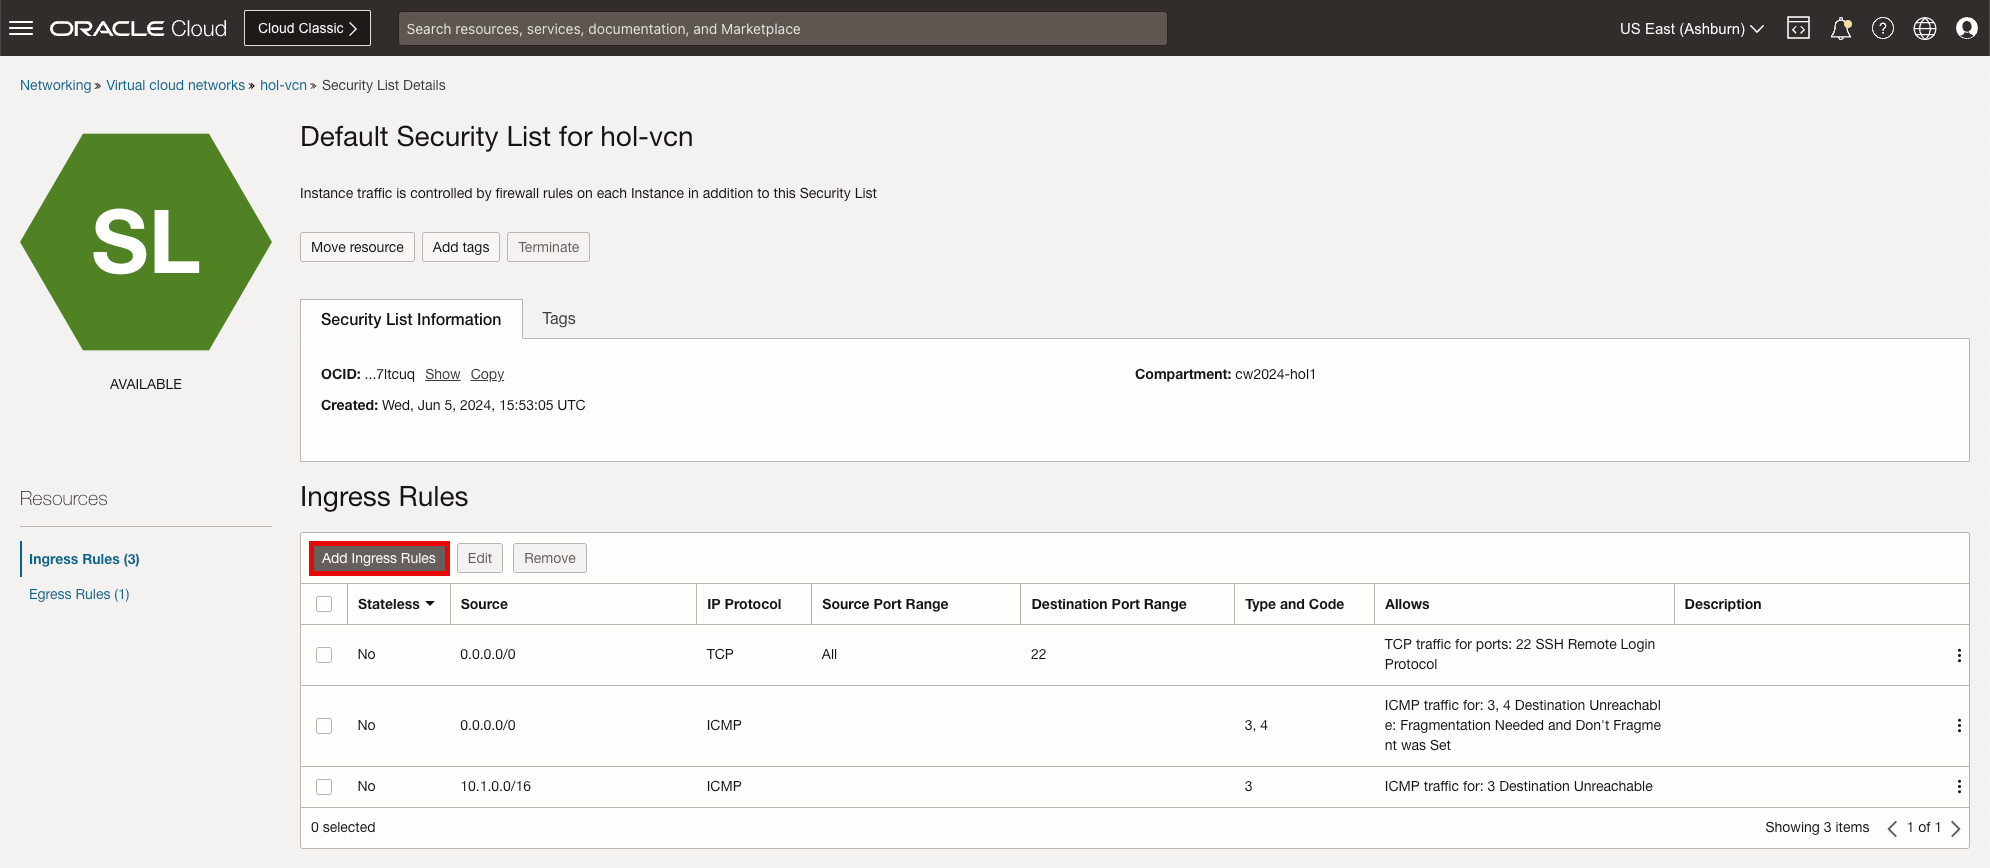 ORACLE Cloud
Cloud Classic
Search resources, services, documentation, and Marketplace
US East (Ashburn)
Networking » Virtual cloud networks » hol-vcn » Security List Details
SL
AVAILABLE
Default Security List for hol-vcn
Instance traffic is controlled by firewall rules on each Instance in addition to this Security List
Move resource Add tags Terminate
Security List Information Tags
OCID: ...7ltcuq Show Copy
Compartment: cw2024-hol1
Created: Wed, Jun 5, 2024, 15:53:05 UTC
Resources
Ingress Rules (3)
Egress Rules (1)
Ingress Rules
Add Ingress Rules Edit Remove
Stateless Source IP Protocol Source Port Range Destination Port Range Type and Code Allows Description
No 0.0.0.0/0 TCP All 22 TCP traffic for ports: 22 SSH Remote Login
Protocol
No 0.0.0.0/0 ICMP 3, 4 ICMP traffic for: 3, 4 Destination Unreachabl
e: Fragmentation Needed and Don't Fragme
nt was Set
No 10.1.0.0/16 ICMP 3 ICMP traffic for: 3 Destination Unreachable
0 selected
Showing 3 items 1 of 1